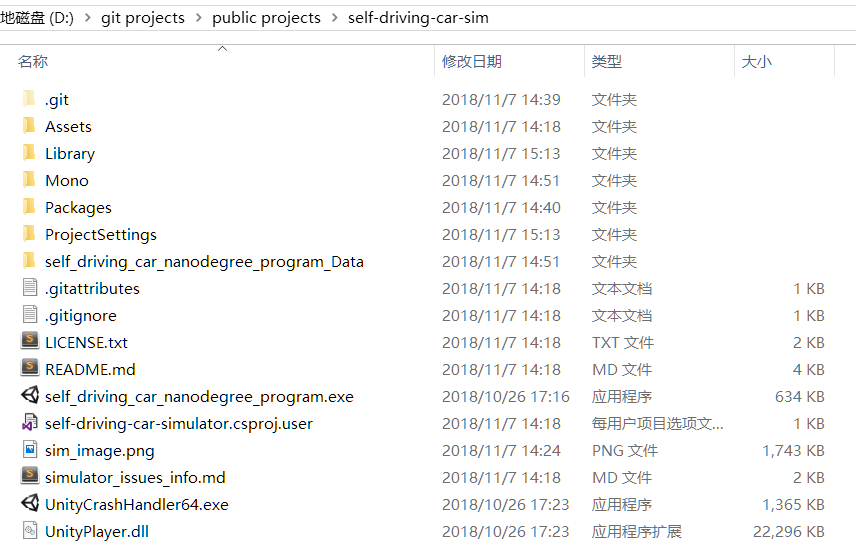 地磁盘 (D:) > git projects > public projects > self-driving-car-sim
名称 修改日期 类型 大小
.git 2018/11/7 14:39 文件夹
Assets 2018/11/7 14:18 文件夹
Library 2018/11/7 15:13 文件夹
Mono 2018/11/7 14:51 文件夹
Packages 2018/11/7 14:40 文件夹
ProjectSettings 2018/11/7 15:13 文件夹
self_driving_car_nanodegree_program_Data 2018/11/7 14:51 文件夹
.gitattributes 2018/11/7 14:18 文本文档 1 KB
.gitignore 2018/11/7 14:18 文本文档 1 KB
LICENSE.txt 2018/11/7 14:18 TXT 文件 2 KB
README.md 2018/11/7 14:18 MD 文件 4 KB
self_driving_car_nanodegree_program.exe 2018/10/26 17:16 应用程序 634 KB
self-driving-car-simulator.csproj.user 2018/11/7 14:18 每用户项目选项文... 1 KB
sim_image.png 2018/11/7 14:24 PNG 文件 1,743 KB
simulator_issues_info.md 2018/11/7 14:18 MD 文件 2 KB
UnityCrashHandler64.exe 2018/10/26 17:23 应用程序 1,365 KB
UnityPlayer.dll 2018/10/26 17:23 应用程序扩展 22,296 KB